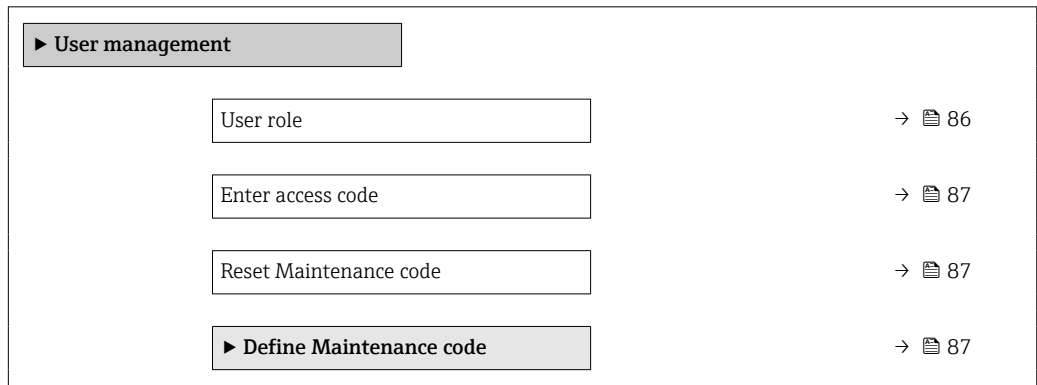 ▶ User management
User role → 86
Enter access code → 87
Reset Maintenance code → 87
▶ Define Maintenance code → 87